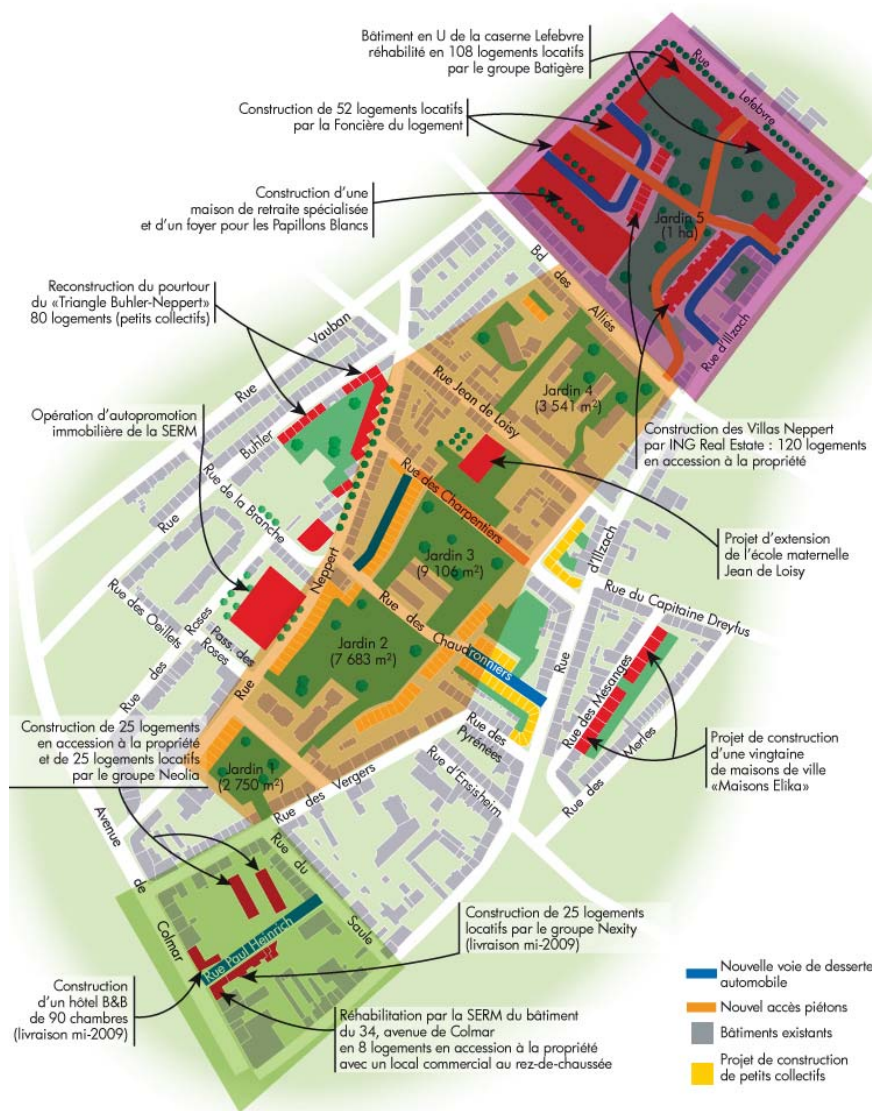 Bâtiment en U de la caserne Lefebvre
réhabilité en 108 logements locatifs
par le groupe Batigère
Rue
Lefebvre
Construction de 52 logements locatifs
par la Foncière du logement
Construction d'une
maison de retraite spécialisée
et d'un foyer pour les Papillons Blancs
Jardin 5
(1 ha)
Bd des Alliés
Rue d'Illzach
Reconstruction du pourtour
du «Triangle Buhler-Neppert»
80 logements (petits collectifs)
Rue Vauban
Rue Jean de Loisy
Jardin 4
(3 541 m²)
Opération d'autopromotion
immobilière de la SERM
Rue Buhler
Construction des Villas Neppert
par ING Real Estate : 120 logements
en accession à la propriété
Rue de la Branche
Rue des Charpentiers
Projet d'extension
de l'école maternelle
Jean de Loisy
Rue d'Illzach
Jardin 3
(9 106 m²)
Rue Neppert
Rue des Oeillets
Rue des Roses
Pass. des Roses
Rue du Capitaine Dreyfus
Jardin 2
(7 683 m²)
Rue des Chaudronniers
Rue des Mesanges
Rue des Pyrénées
Rue des Merles
Projet de construction
d'une vingtaine
de maisons de ville
«Maisons Elika»
Construction de 25 logements
en accession à la propriété
et de 25 logements locatifs
par le groupe Neolia
Jardin 1
(2 750 m²)
Rue des Vergers
Rue d'Ensisheim
Avenue de Colmar
Rue du Saule
Rue Paul Heinrich
Construction de 25 logements
locatifs par le groupe Nexity
(livraison mi-2009)
Construction
d'un hôtel B&B
de 90 chambres
(livraison mi-2009)
Réhabilitation par la SERM du bâtiment
du 34, avenue de Colmar
en 8 logements en accession à la propriété
avec un local commercial au rez-de-chaussée
Nouvelle voie de desserte
automobile
Nouvel accès piétons
Bâtiments existants
Projet de construction
de petits collectifs